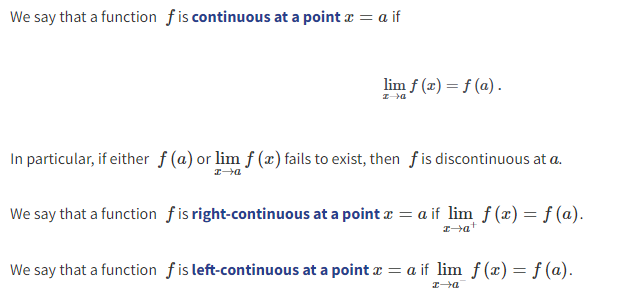 We say that a function f is continuous at a point x = a if
lim f (x) = f (a) .
x→a
In particular, if either f (a) or lim f (x) fails to exist, then f is discontinuous at a.
x→a
We say that a function f is right-continuous at a point x = a if lim f (x) = f (a).
x→a⁺
We say that a function f is left-continuous at a point x = a if lim f (x) = f (a).
x→a⁻